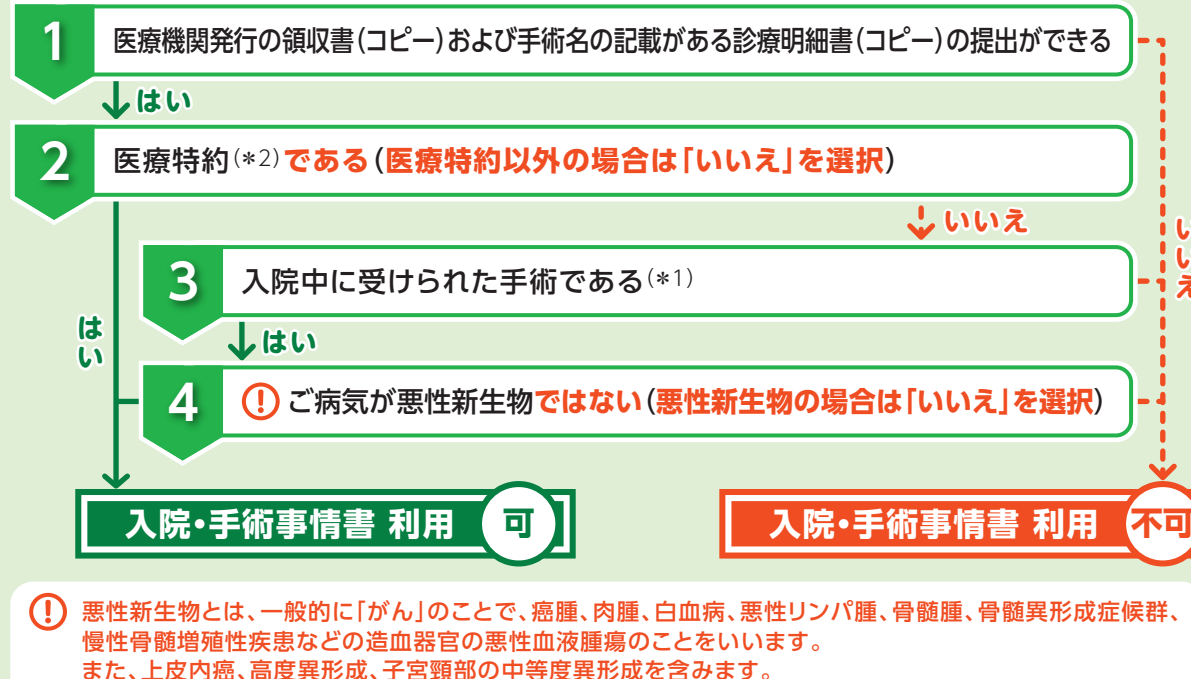 1
医療機関発行の領収書(コピー)および手術名の記載がある診療明細書(コピー)の提出ができる
はい
2
医療特約(*2)である(医療特約以外の場合は「いいえ」を選択)
いいえ
いいえ
3
入院中に受けられた手術である(*1)
はい
はい
4
! ご病気が悪性新生物ではない(悪性新生物の場合は「いいえ」を選択)
入院・手術事情書 利用 可
入院・手術事情書 利用 不可
! 悪性新生物とは、一般的に「がん」のことで、癌腫、肉腫、白血病、悪性リンパ腫、骨髄腫、骨髄異形成症候群、
慢性骨髄増殖性疾患などの造血器官の悪性血液腫瘍のことをいいます。
また、上皮内癌、高度異形成、子宮頸部の中等度異形成を含みます。